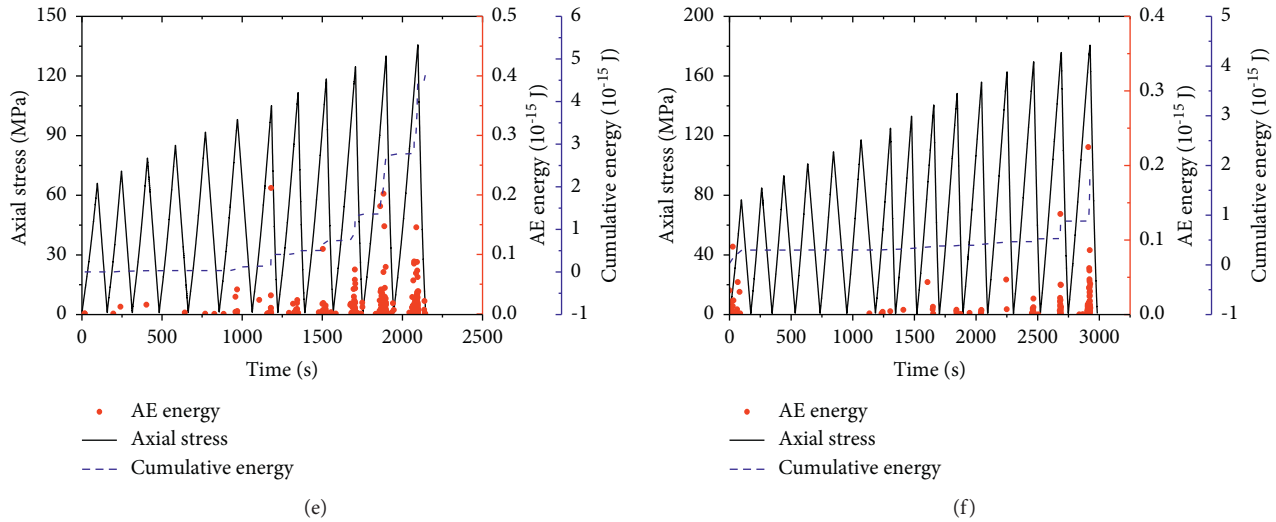 150
120
90
60
30
0
Axial stress (MPa)
0 500 1000 1500 2000 2500
Time (s)
0.5
0.4
0.3
0.2
0.1
0.0
AE energy (10⁻¹⁵ J)
6
5
4
3
2
1
0
-1
Cumulative energy (10⁻¹⁵ J)
AE energy
Axial stress
Cumulative energy
(e)
200
160
120
80
40
0
Axial stress (MPa)
0 500 1000 1500 2000 2500 3000
Time (s)
0.4
0.3
0.2
0.1
0.0
AE energy (10⁻¹⁵ J)
5
4
3
2
1
0
-1
Cumulative energy (10⁻¹⁵ J)
AE energy
Axial stress
Cumulative energy
(f)